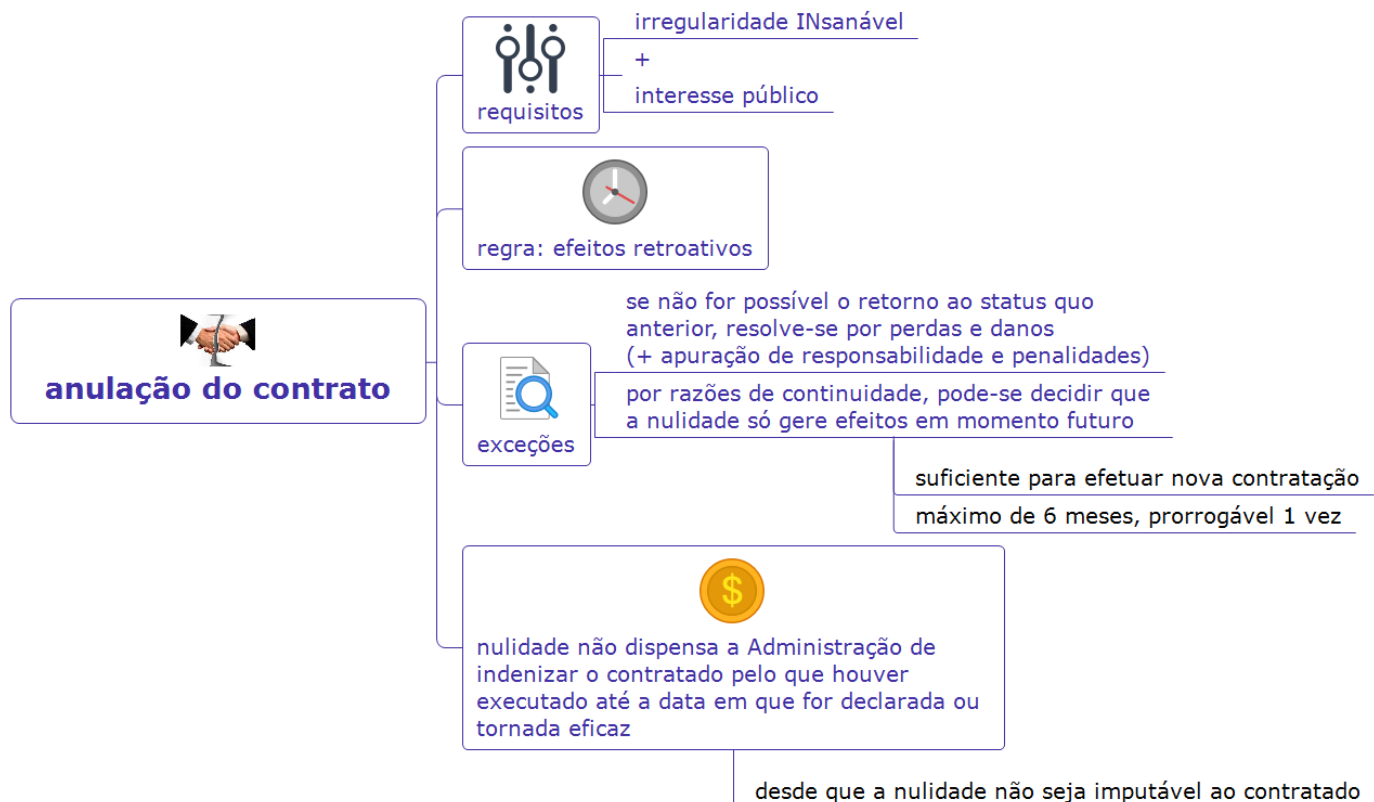 irregularidade INsanável
+
interesse público
requisitos
regra: efeitos retroativos
anulação do contrato
se não for possível o retorno ao status quo
anterior, resolve-se por perdas e danos
(+ apuração de responsabilidade e penalidades)
por razões de continuidade, pode-se decidir que
a nulidade só gere efeitos em momento futuro
exceções
suficiente para efetuar nova contratação
máximo de 6 meses, prorrogável 1 vez
$
nulidade não dispensa a Administração de
indenizar o contratado pelo que houver
executado até a data em que for declarada ou
tornada eficaz
desde que a nulidade não seja imputável ao contratado